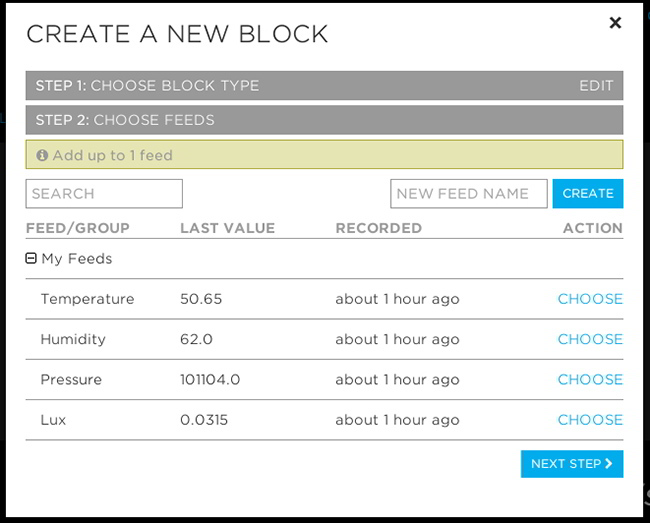 CREATE A NEW BLOCK
STEP 1: CHOOSE BLOCK TYPE EDIT
STEP 2: CHOOSE FEEDS
Add up to 1 feed
SEARCH NEW FEED NAME CREATE
FEED/GROUP LAST VALUE RECORDED ACTION
My Feeds
Temperature 50.65 about 1 hour ago CHOOSE
Humidity 62.0 about 1 hour ago CHOOSE
Pressure 101104.0 about 1 hour ago CHOOSE
Lux 0.0315 about 1 hour ago CHOOSE
NEXT STEP